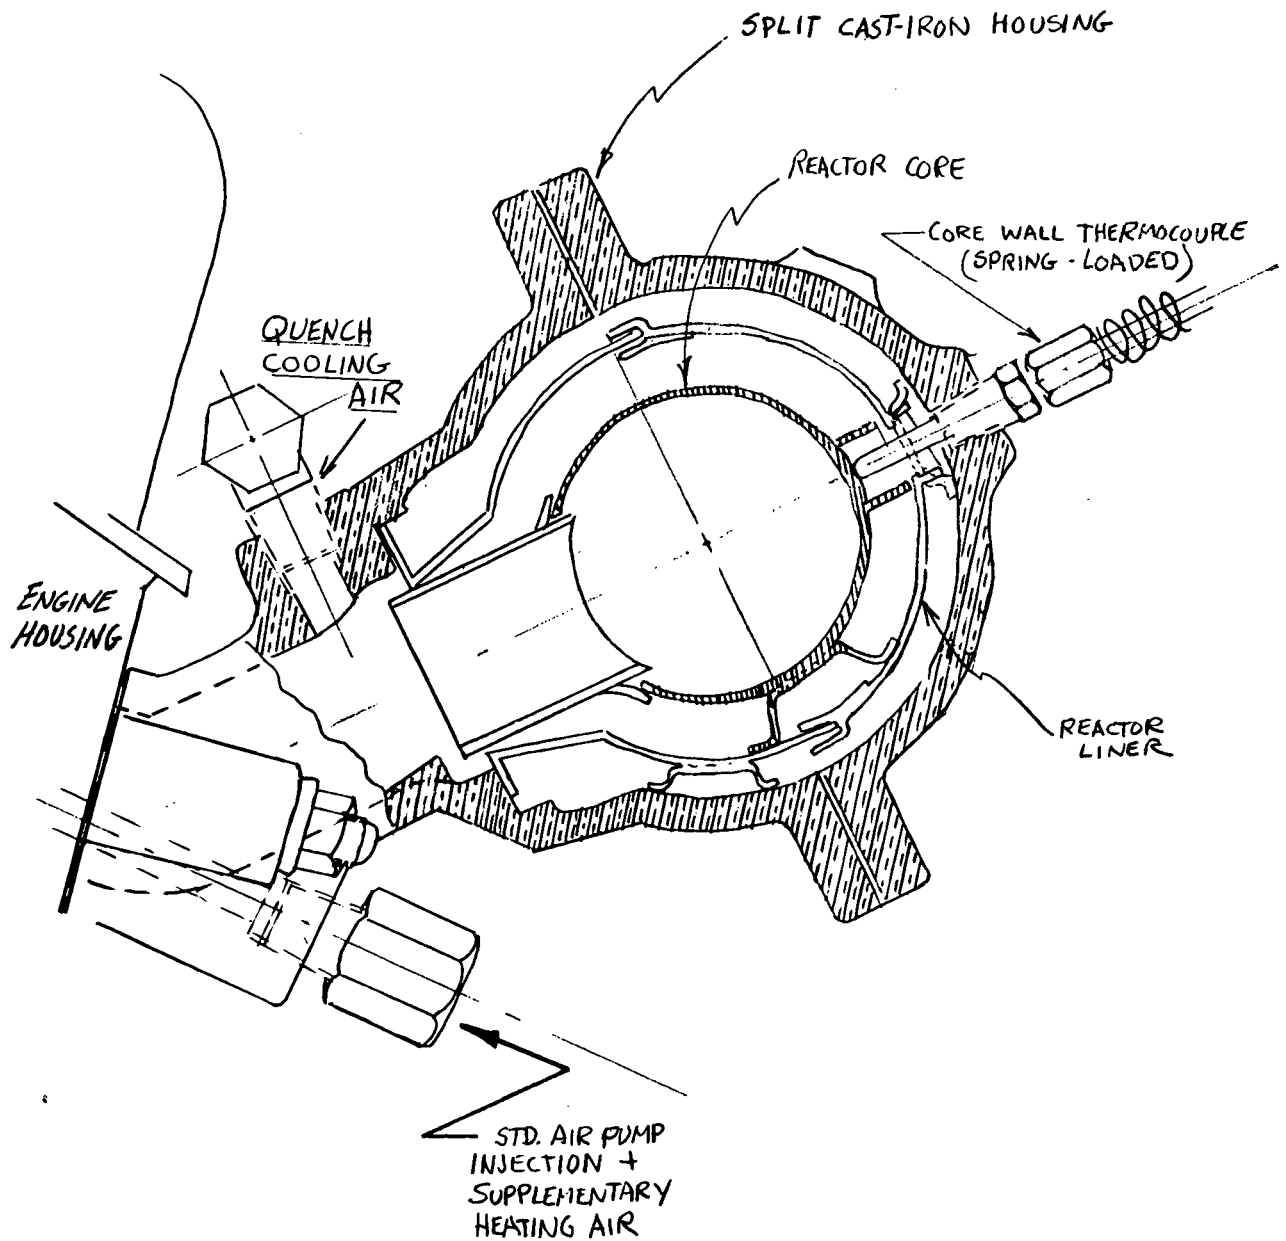 SPLIT CAST-IRON HOUSING
REACTOR CORE
CORE WALL THERMOCOUPLE
(SPRING-LOADED)
QUENCH
COOLING
AIR
ENGINE
HOUSING
REACTOR
LINER
STD. AIR PUMP
INJECTION +
SUPPLEMENTARY
HEATING AIR